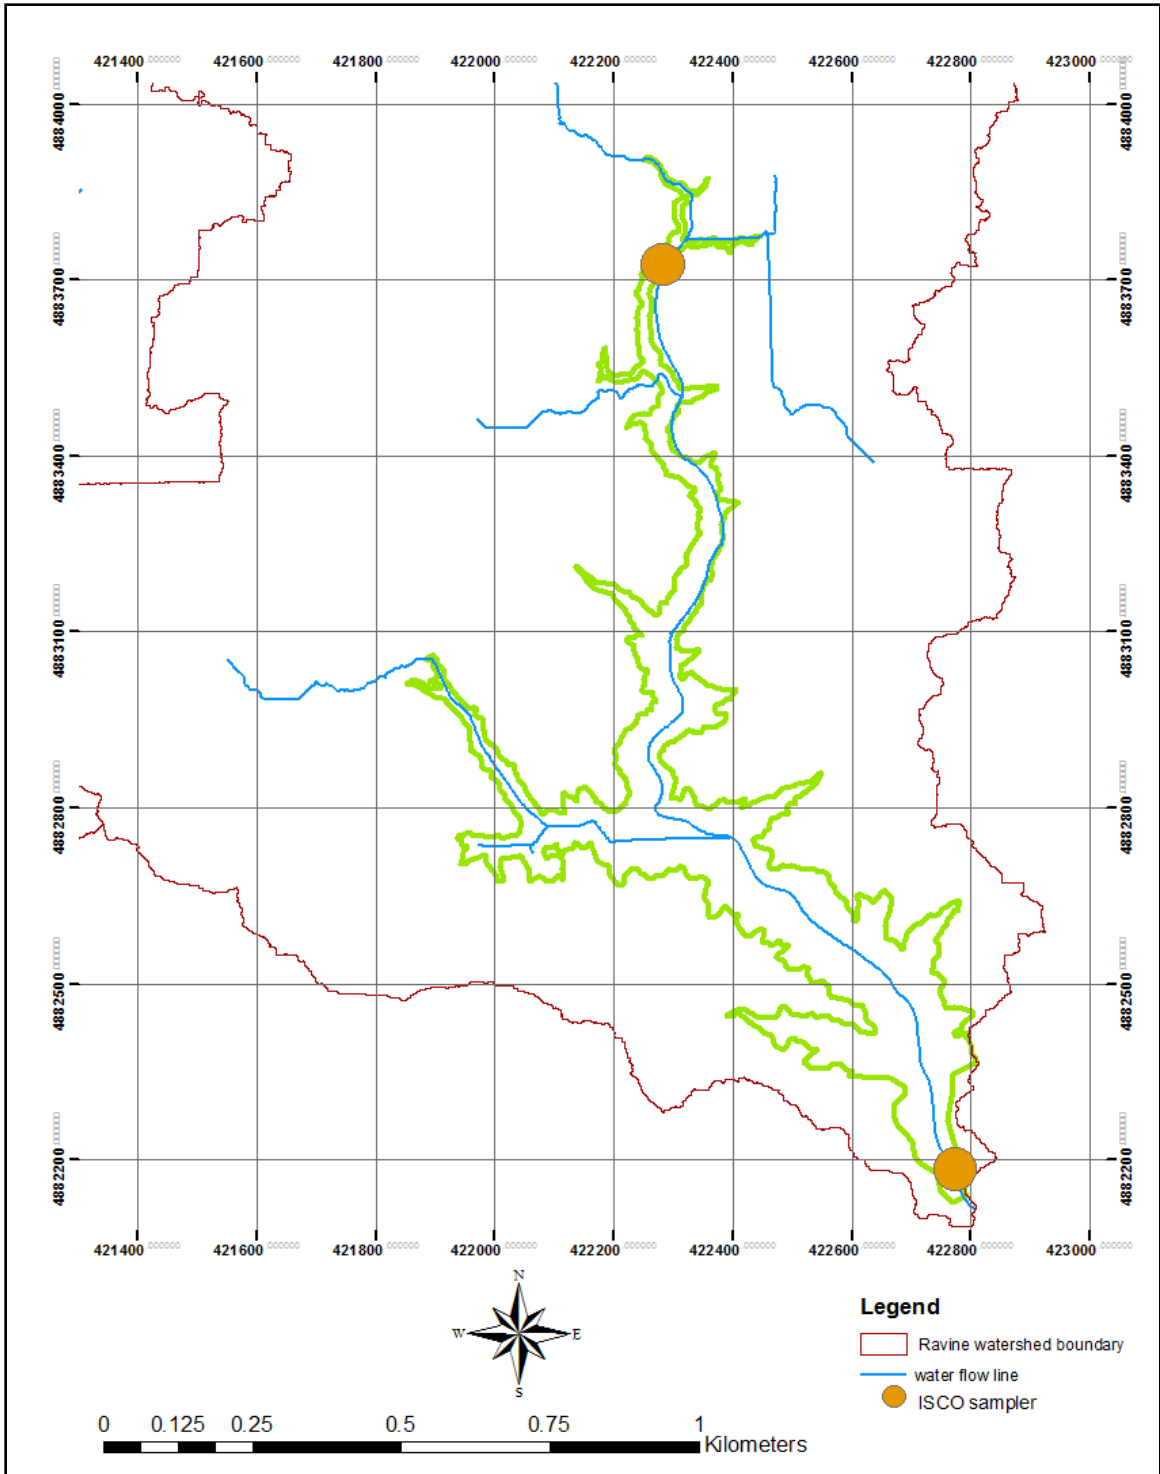 421400 421600 421800 422000 422200 422400 422600 422800 423000
4884000 4884000
4883700 4883700
4883400 4883400
4883100 4883100
4882800 4882800
4882500 4882500
4882200 4882200
421400 421600 421800 422000 422200 422400 422600 422800 423000
N
W E
S
Legend
Ravine watershed boundary
water flow line
ISCO sampler
0 0.125 0.25 0.5 0.75 1
Kilometers